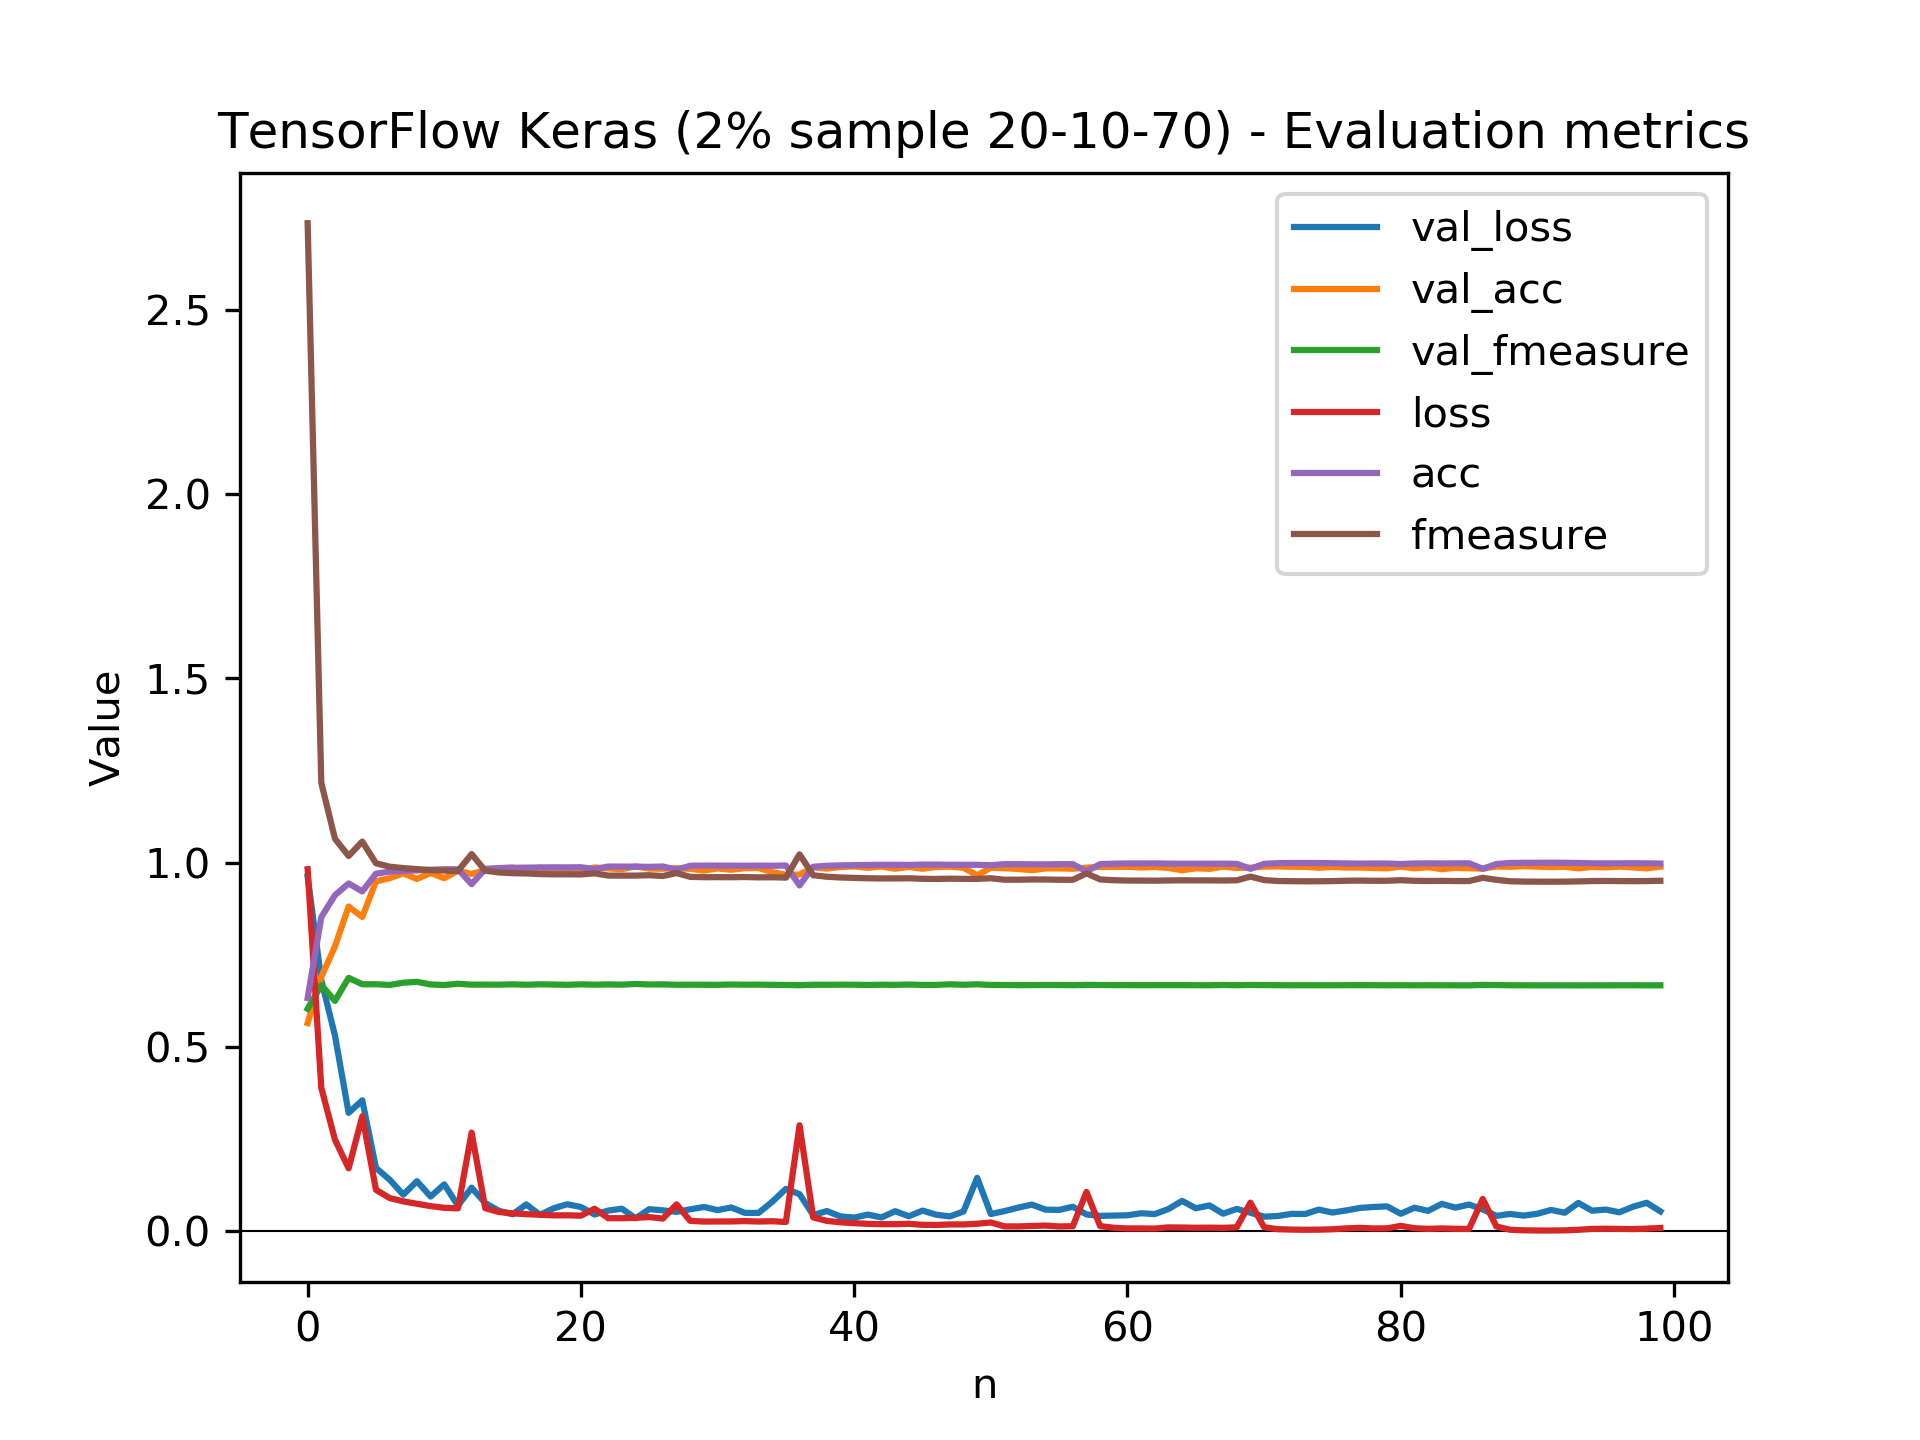 TensorFlow Keras (2% sample 20-10-70) - Evaluation metrics
val_loss
val_acc
val_fmeasure
loss
acc
fmeasure
2.5
2.0
1.5
1.0
0.5
0.0
Value
0 20 40 60 80 100
n